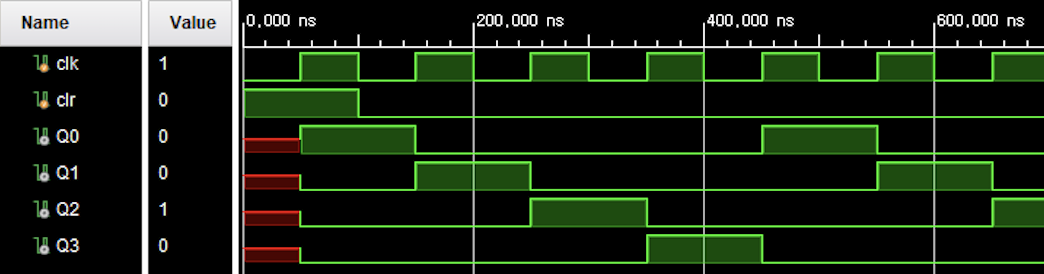 Name Value 0,000 ns 200,000 ns 400,000 ns 600,000 ns
clk 1
clr 0
Q0 0
Q1 0
Q2 1
Q3 0